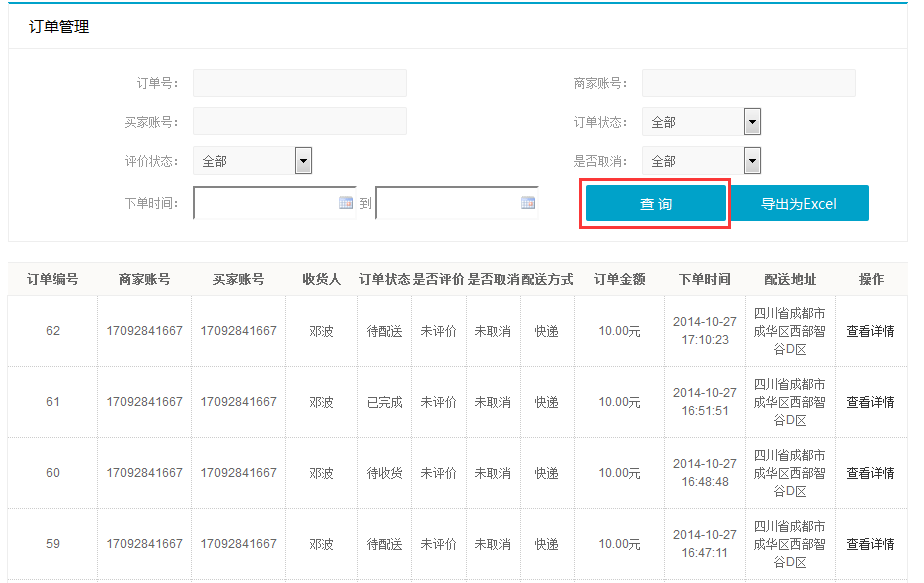 订单管理
订单号：
商家账号：
买家账号：
订单状态： 全部
评价状态： 全部
是否取消： 全部
下单时间： 到
查 询 导出为Excel
订单编号 商家账号 买家账号 收货人 订单状态 是否评价 是否取消 配送方式 订单金额 下单时间 配送地址 操作
62 17092841667 17092841667 邓波 待配送 未评价 未取消 快递 10.00元 2014-10-27 17:10:23 四川省成都市成华区西部智谷D区 查看详情
61 17092841667 17092841667 邓波 已完成 未评价 未取消 快递 10.00元 2014-10-27 16:51:51 四川省成都市成华区西部智谷D区 查看详情
60 17092841667 17092841667 邓波 待收货 未评价 未取消 快递 10.00元 2014-10-27 16:48:48 四川省成都市成华区西部智谷D区 查看详情
59 17092841667 17092841667 邓波 待配送 未评价 未取消 快递 10.00元 2014-10-27 16:47:11 四川省成都市成华区西部智谷D区 查看详情